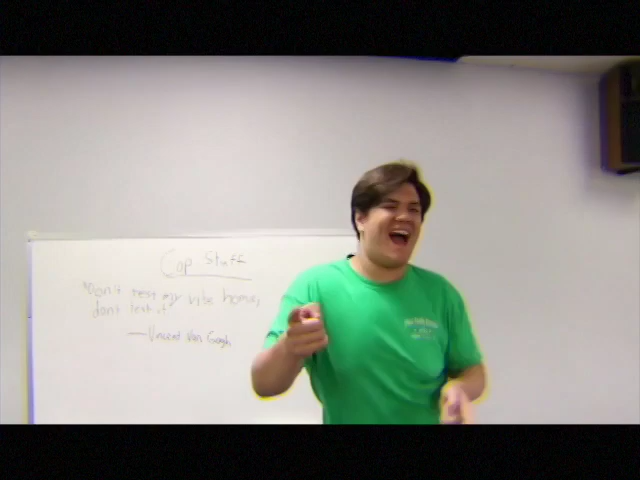 Cop Stuff
"Don't test my vibe homie,
dont test it"
—Vincent Van Gogh